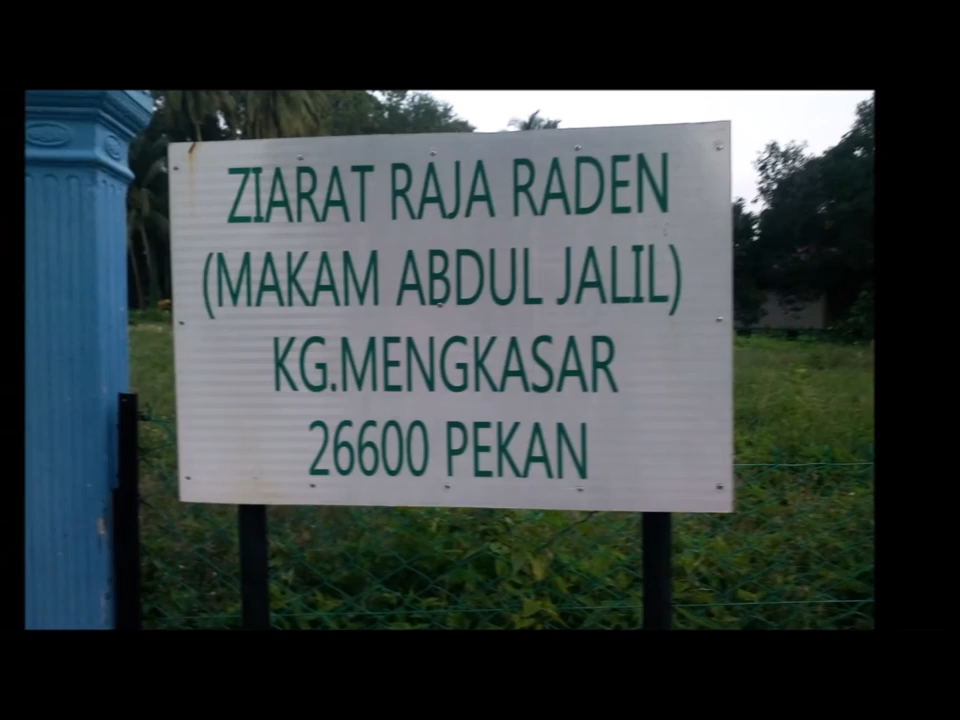 ZIARAT RAJA RADEN
(MAKAM ABDUL JALIL)
KG.MENGKASAR
26600 PEKAN